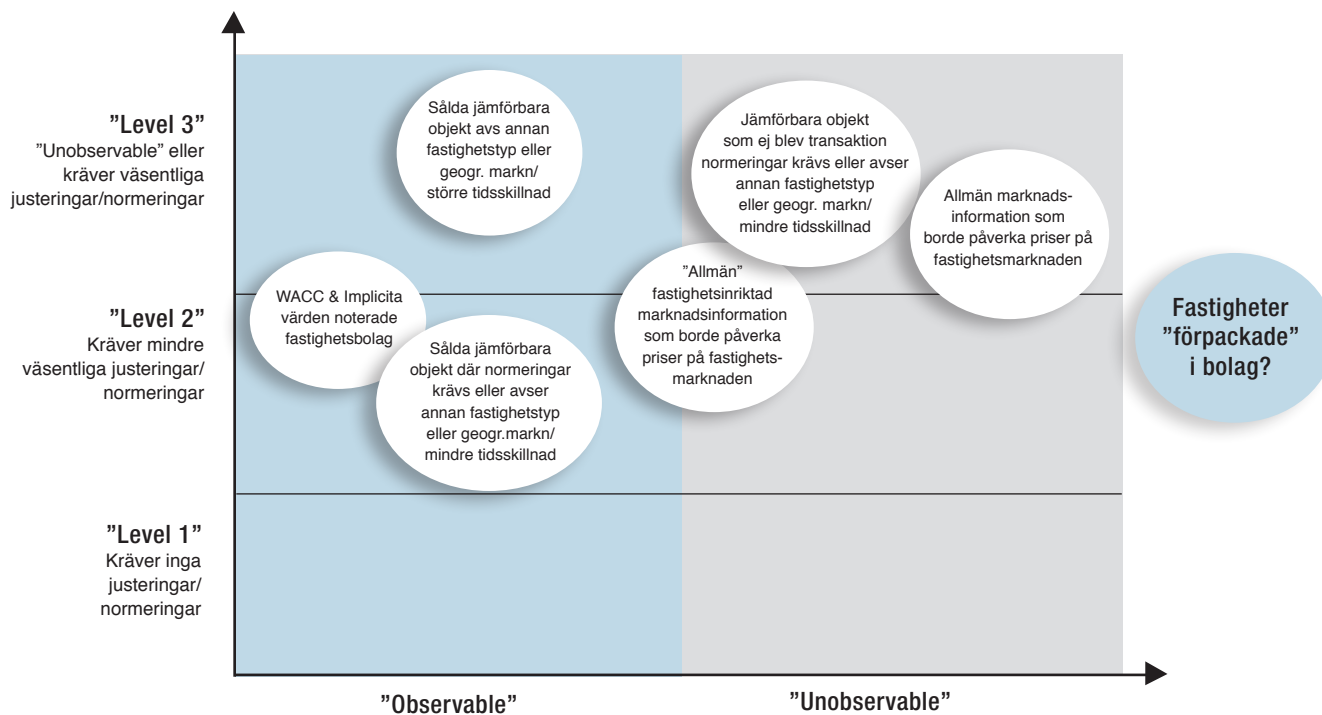 ”Level 3”
”Unobservable” eller
kräver väsentliga
justeringar/normeringar
”Level 2”
Kräver mindre
väsentliga justeringar/
normeringar
”Level 1”
Kräver inga
justeringar/
normeringar
Sålda jämförbara
objekt avs annan
fastighetstyp eller
geogr. markn/
större tidsskillnad
Jämförbara objekt
som ej blev transaktion
normeringar krävs eller avser
annan fastighetstyp
eller geogr. markn/
mindre tidsskillnad
Allmän marknads-
information som
borde påverka priser på
fastighetsmarknaden
WACC & Implicita
värden noterade
fastighetsbolag
Sålda jämförbara
objekt där normeringar
krävs eller avser
annan fastighetstyp
eller geogr.markn/
mindre tidsskillnad
”Allmän”
fastighetsinriktad
marknadsinformation
som borde påverka
priser på fastighets-
marknaden
Fastigheter
”förpackade”
i bolag?
”Observable”
”Unobservable”